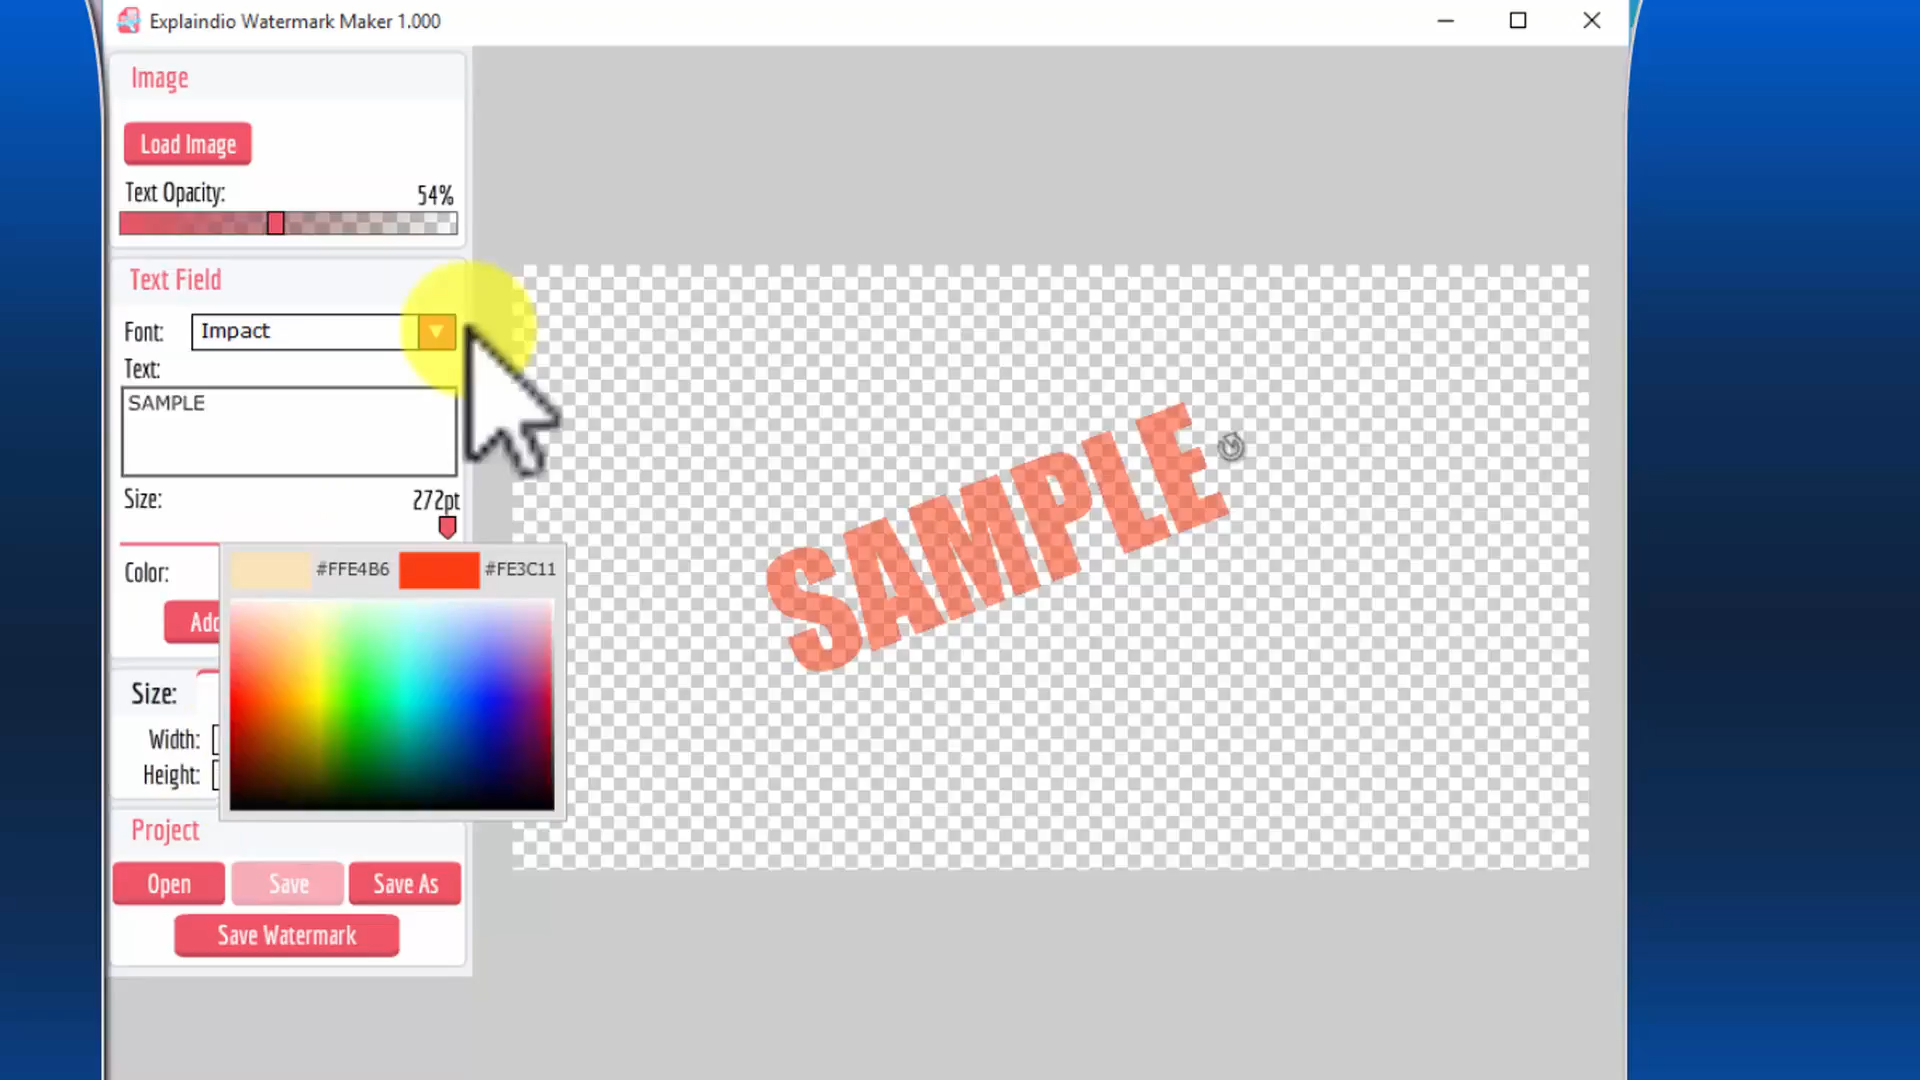 Explaindio Watermark Maker 1.000
Image
Load Image
Text Opacity: 54%
Text Field
Font: Impact
Text:
SAMPLE
Size: 272pt
#FFE4B6 #FE3C11
Color:
Add
Size:
Width:
Height:
Project
Open Save Save As
Save Watermark
SAMPLE